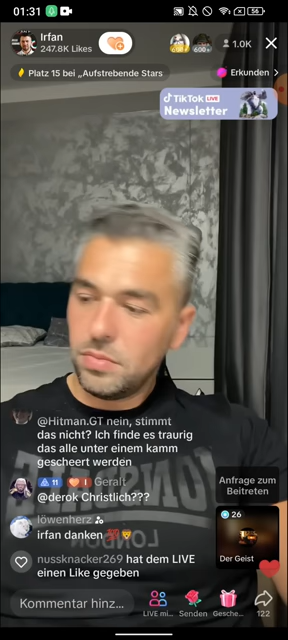 01:31
56
Irfan
247.8K Likes
1.0K
Platz 15 bei „Aufstrebende Stars
Erkunden >
TikTok LIVE
Newsletter
@Hitman.GT nein, stimmt
das nicht? Ich finde es traurig
das alle unter einem kamm
geschert werden
11 I Geralt
@derok Christlich???
löwenherz
irfan danken 💯🦁
nussknacker269 hat dem LIVE
einen Like gegeben
Anfrage zum
Beitreten
26
Der Geist
LONDON
Kommentar hinz...
LIVE mi...
Senden
Gesche...
122